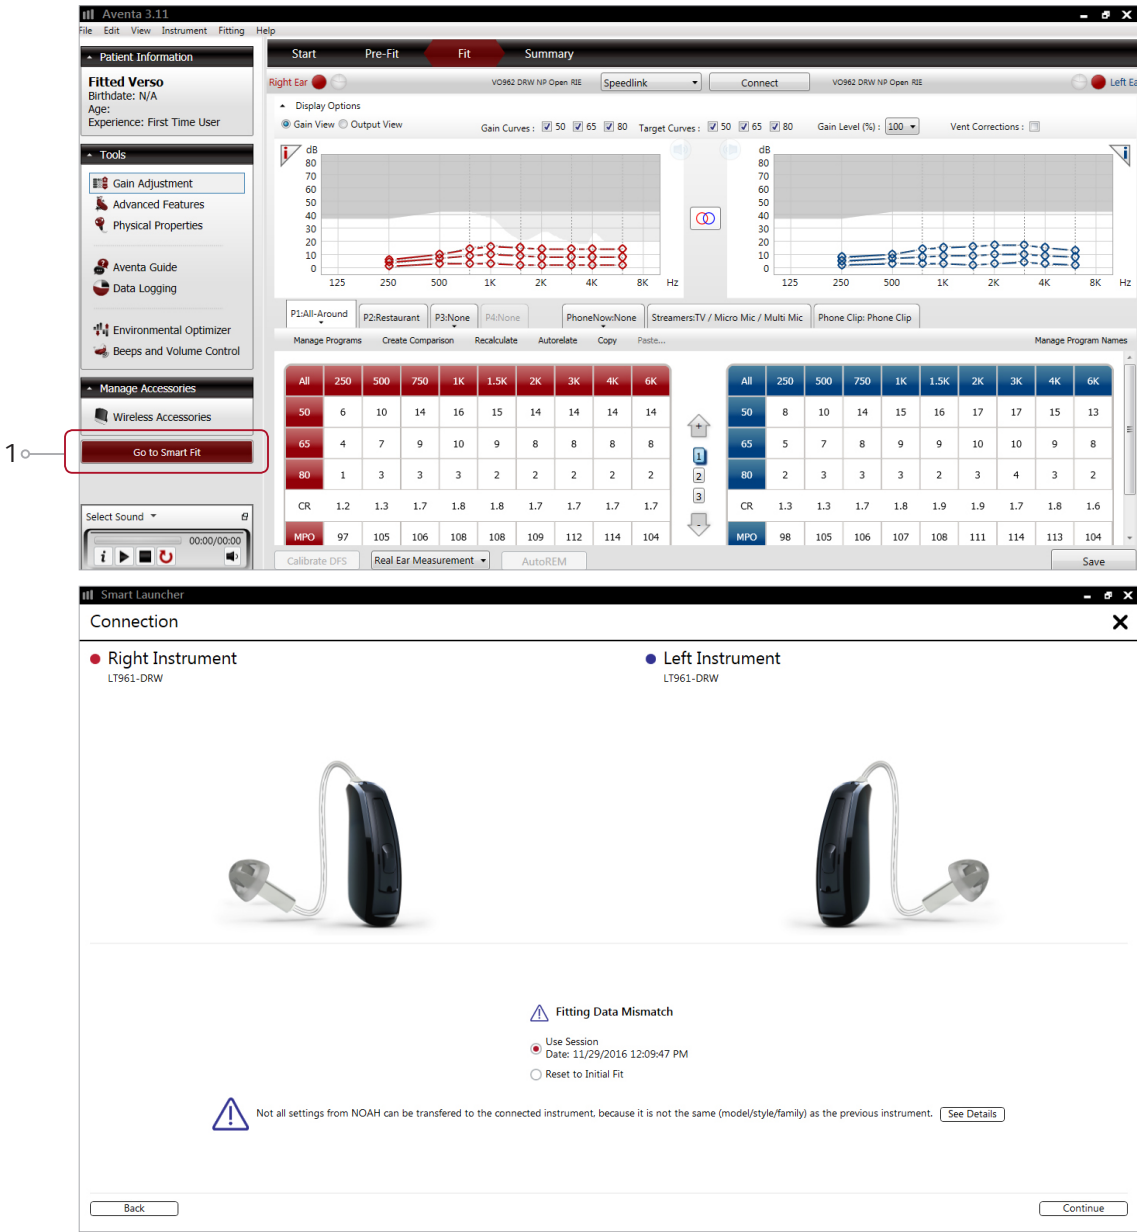 Aventa 3.11
File Edit View Instrument Fitting Help
Patient Information
Fitted Verso
Birthdate: N/A
Age:
Experience: First Time User
Tools
Gain Adjustment
Advanced Features
Physical Properties
Aventa Guide
Data Logging
Environmental Optimizer
Beeps and Volume Control
Manage Accessories
Wireless Accessories
1
Go to Smart Fit
Select Sound
00:00/00:00
Start Pre-Fit Fit Summary
Right Ear VO962 DRW NP Open RIE Speedlink Connect VO962 DRW NP Open RIE Left Ea
Display Options
Gain View Output View Gain Curves : 50 65 80 Target Curves : 50 65 80 Gain Level (%) : 100 Vent Corrections :
dB
80
70
60
50
40
30
20
10
0
125 250 500 1K 2K 4K 8K Hz
dB
80
70
60
50
40
30
20
10
0
125 250 500 1K 2K 4K 8K Hz
P1:All-Around P2:Restaurant P3:None P4:None PhoneNow:None Streamers:TV / Micro Mic / Multi Mic Phone Clip: Phone Clip
Manage Programs Create Comparison Recalculate Autorelate Copy Paste... Manage Program Names
All 250 500 750 1K 1.5K 2K 3K 4K 6K
50 6 10 14 16 15 14 14 14 14
65 4 7 9 10 9 8 8 8 8
80 1 3 3 3 2 2 2 2 2
CR 1.2 1.3 1.7 1.8 1.8 1.7 1.7 1.7 1.7
MPO 97 105 106 108 108 109 112 114 104
+
1
2
3
-
All 250 500 750 1K 1.5K 2K 3K 4K 6K
50 8 10 14 15 16 17 17 15 13
65 5 7 8 9 9 10 10 9 8
80 2 3 3 3 2 3 4 3 2
CR 1.3 1.3 1.7 1.8 1.9 1.9 1.7 1.8 1.6
MPO 98 105 106 107 108 111 114 113 104
Calibrate DFS Real Ear Measurement AutoREM Save
Smart Launcher
Connection
Right Instrument
LT961-DRW
Left Instrument
LT961-DRW
Fitting Data Mismatch
Use Session
Date: 11/29/2016 12:09:47 PM
Reset to Initial Fit
Not all settings from NOAH can be transfered to the connected instrument, because it is not the same (model/style/family) as the previous instrument. See Details
Back Continue